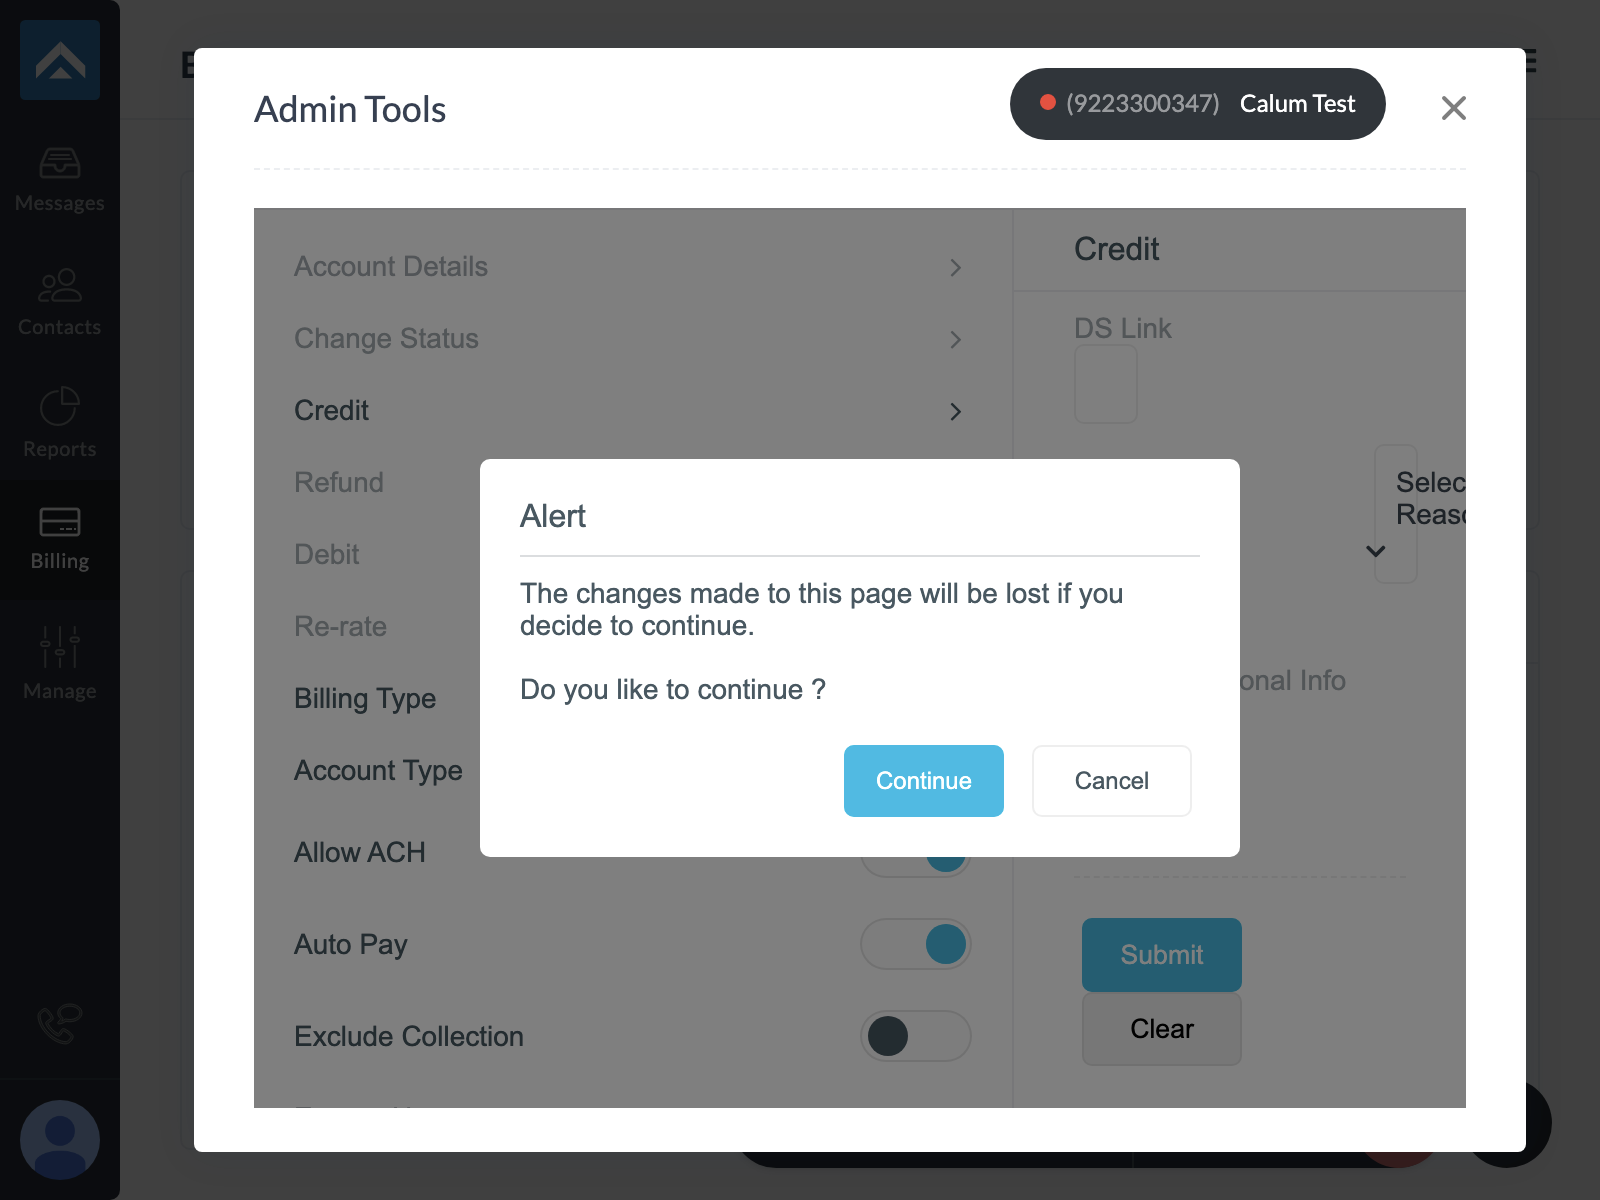 Messages
Contacts
Reports
Billing
Manage
Admin Tools
(9223300347) Calum Test
Account Details
Change Status
Credit
Refund
Debit
Re-rate
Billing Type
Account Type
Allow ACH
Auto Pay
Exclude Collection
Credit
DS Link
Selec
Reaso
onal Info
Submit
Clear
Alert
The changes made to this page will be lost if you
decide to continue.
Do you like to continue ?
Continue
Cancel